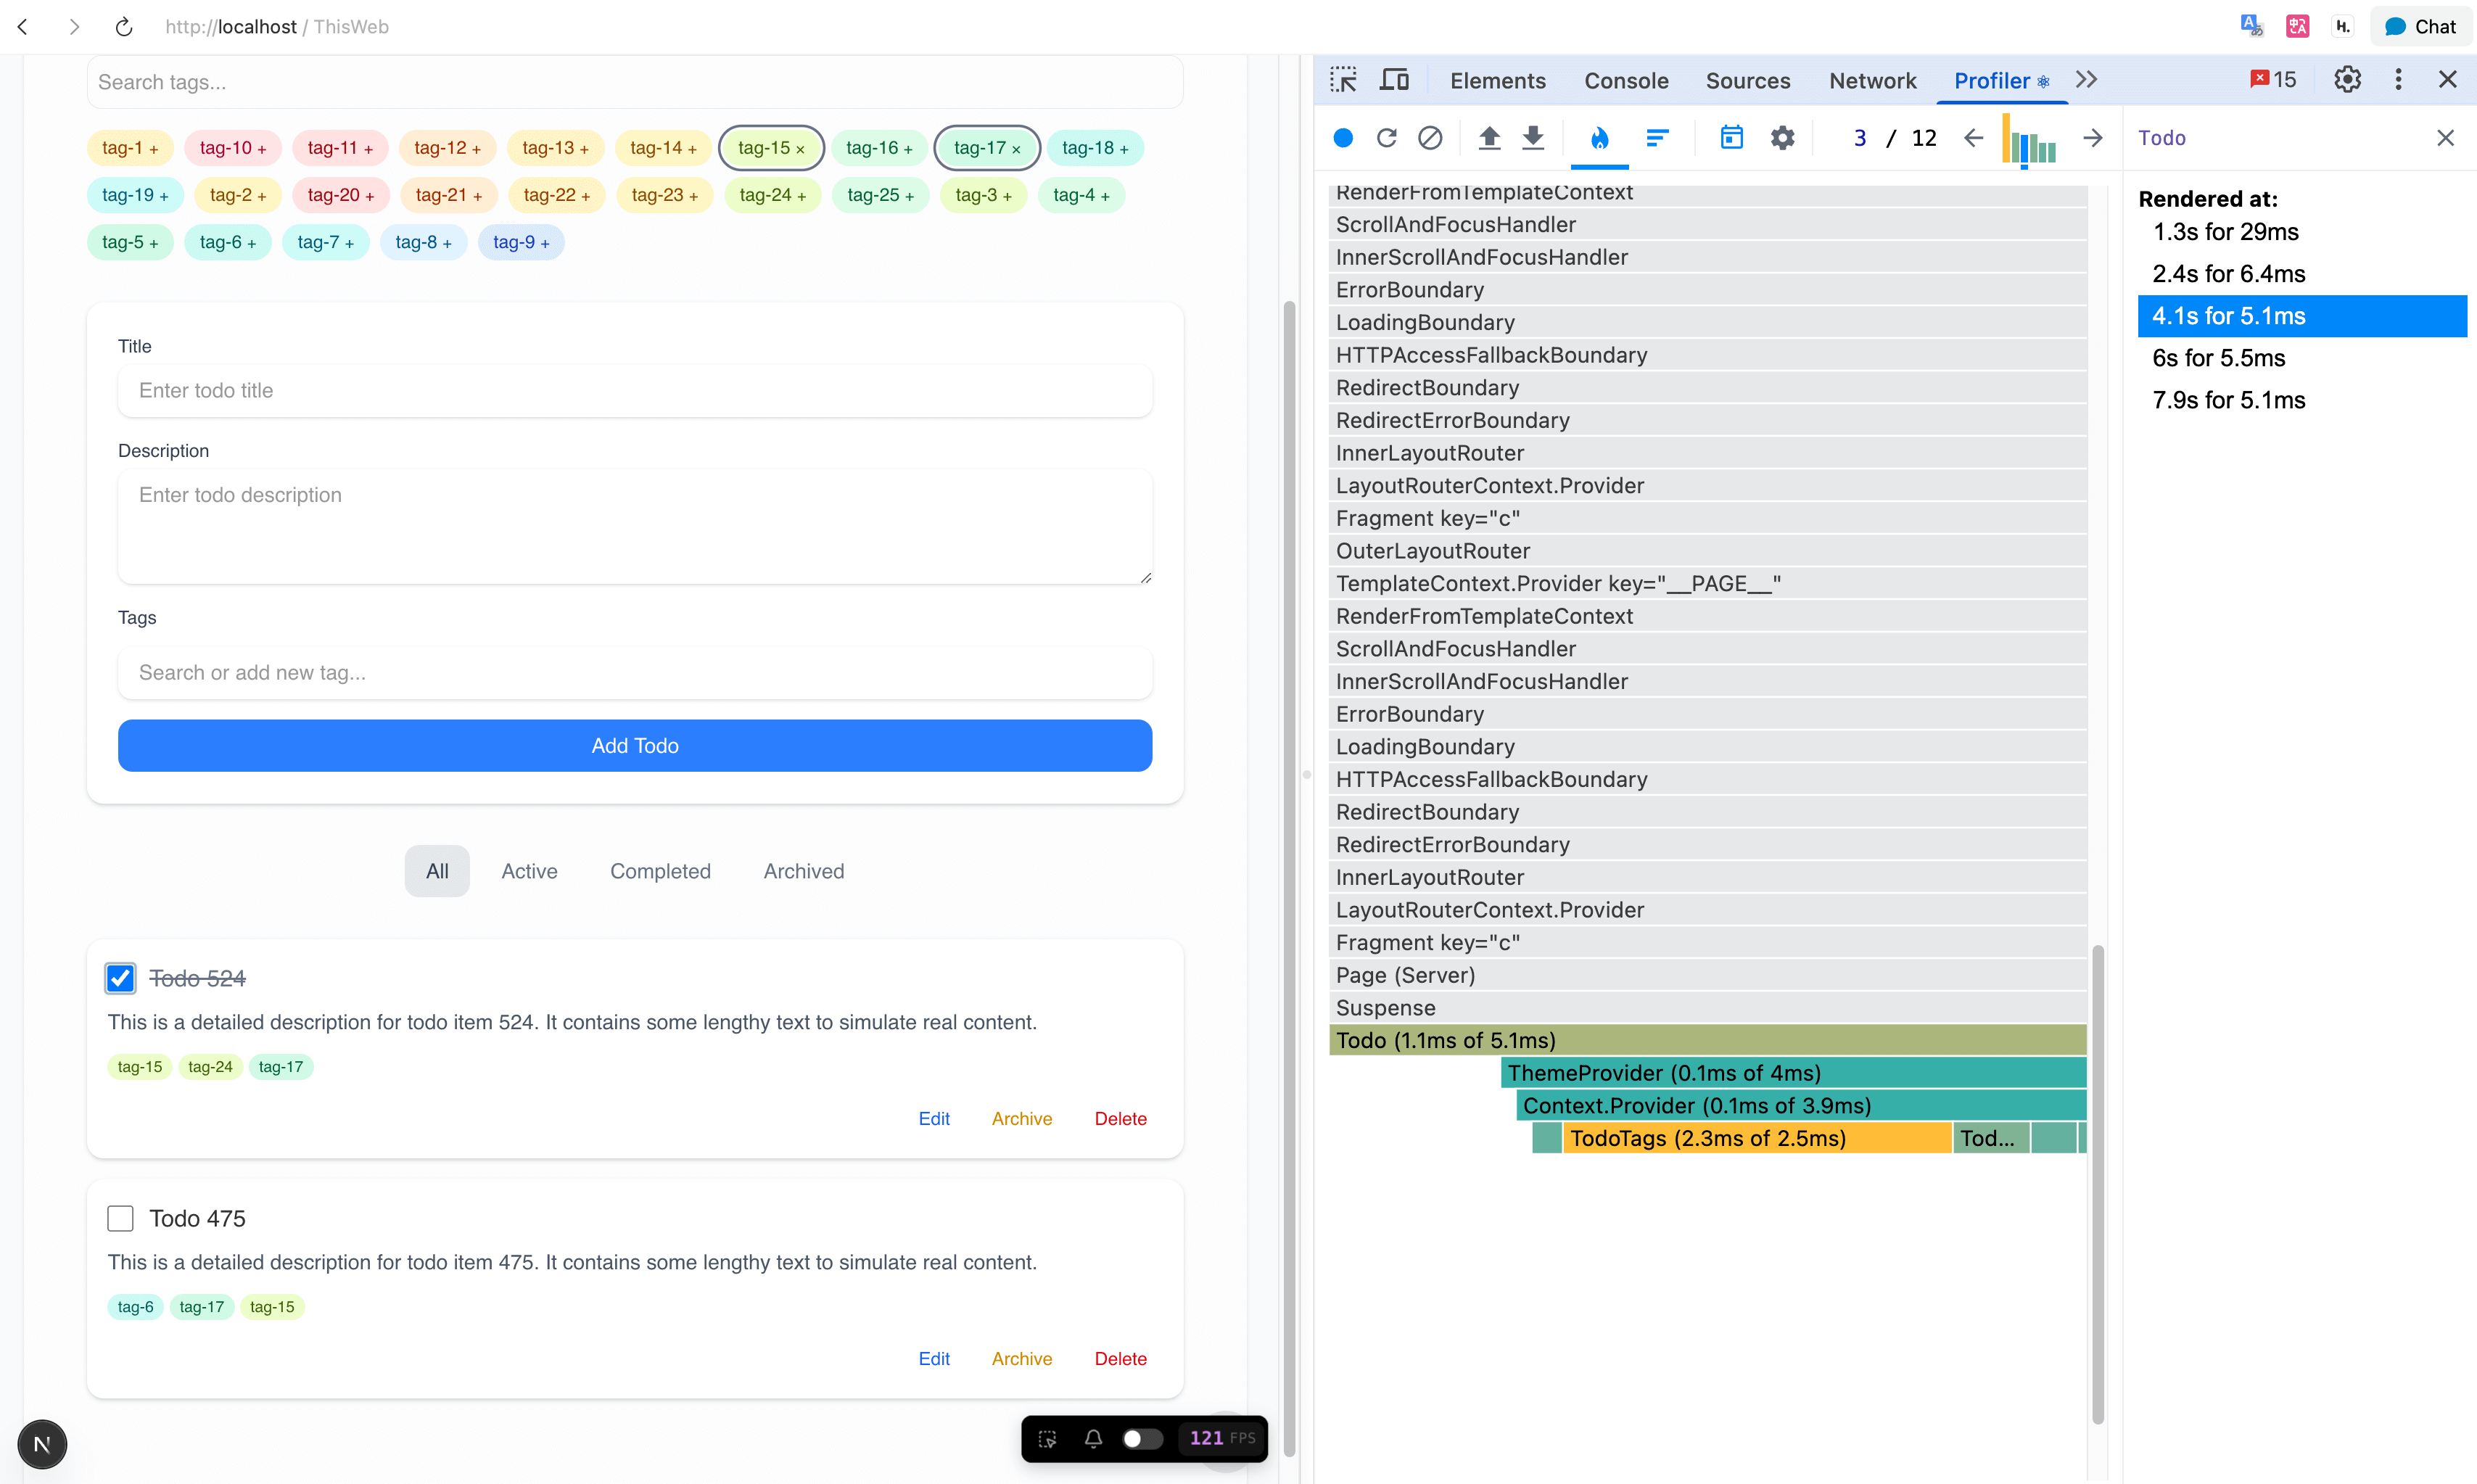 http://localhost / ThisWeb
Chat
Search tags...
tag-1 + tag-10 + tag-11 + tag-12 + tag-13 + tag-14 + tag-15 × tag-16 + tag-17 × tag-18 +
tag-19 + tag-2 + tag-20 + tag-21 + tag-22 + tag-23 + tag-24 + tag-25 + tag-3 + tag-4 +
tag-5 + tag-6 + tag-7 + tag-8 + tag-9 +
Title
Enter todo title
Description
Enter todo description
Tags
Search or add new tag...
Add Todo
All Active Completed Archived
Todo 524
This is a detailed description for todo item 524. It contains some lengthy text to simulate real content.
tag-15 tag-24 tag-17
Edit Archive Delete
Todo 475
This is a detailed description for todo item 475. It contains some lengthy text to simulate real content.
tag-6 tag-17 tag-15
Edit Archive Delete
N
121 FPS
Elements Console Sources Network Profiler 15
3 / 12
RenderFromTemplateContext
ScrollAndFocusHandler
InnerScrollAndFocusHandler
ErrorBoundary
LoadingBoundary
HTTPAccessFallbackBoundary
RedirectBoundary
RedirectErrorBoundary
InnerLayoutRouter
LayoutRouterContext.Provider
Fragment key="c"
OuterLayoutRouter
TemplateContext.Provider key="__PAGE__"
RenderFromTemplateContext
ScrollAndFocusHandler
InnerScrollAndFocusHandler
ErrorBoundary
LoadingBoundary
HTTPAccessFallbackBoundary
RedirectBoundary
RedirectErrorBoundary
InnerLayoutRouter
LayoutRouterContext.Provider
Fragment key="c"
Page (Server)
Suspense
Todo (1.1ms of 5.1ms)
ThemeProvider (0.1ms of 4ms)
Context.Provider (0.1ms of 3.9ms)
TodoTags (2.3ms of 2.5ms) Tod...
Todo
Rendered at:
1.3s for 29ms
2.4s for 6.4ms
4.1s for 5.1ms
6s for 5.5ms
7.9s for 5.1ms